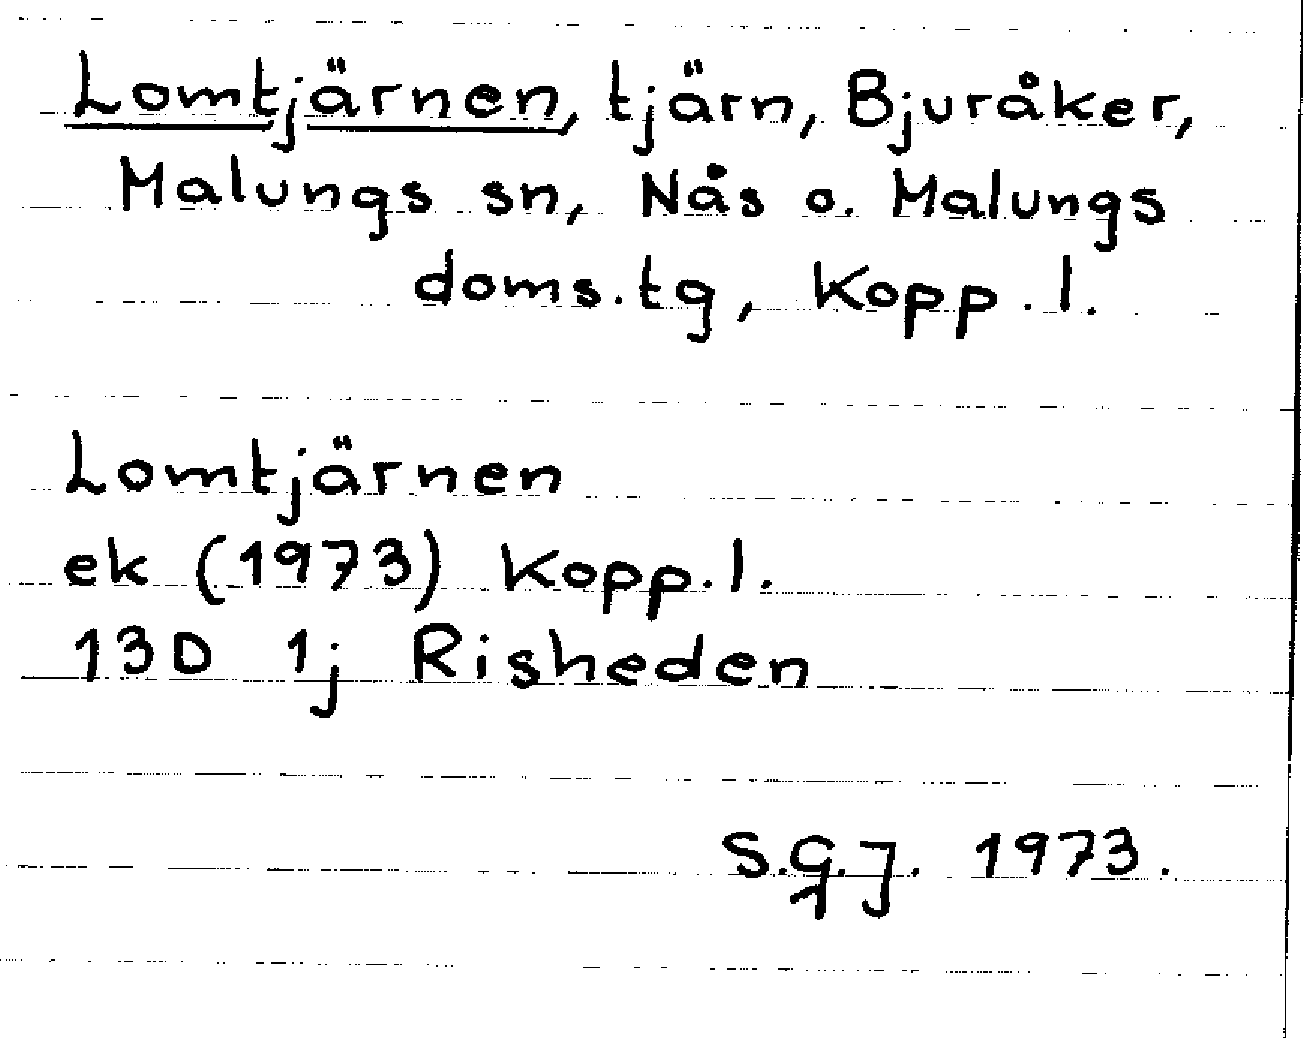 Lomtjärnen, tjärn, Bjuråker,
Malungs sn, Nås o. Malungs
doms.tg, Kopp.l.
Lomtjärnen
ek (1973) Kopp.l.
13D 1j Risheden
S.G.J. 1973.